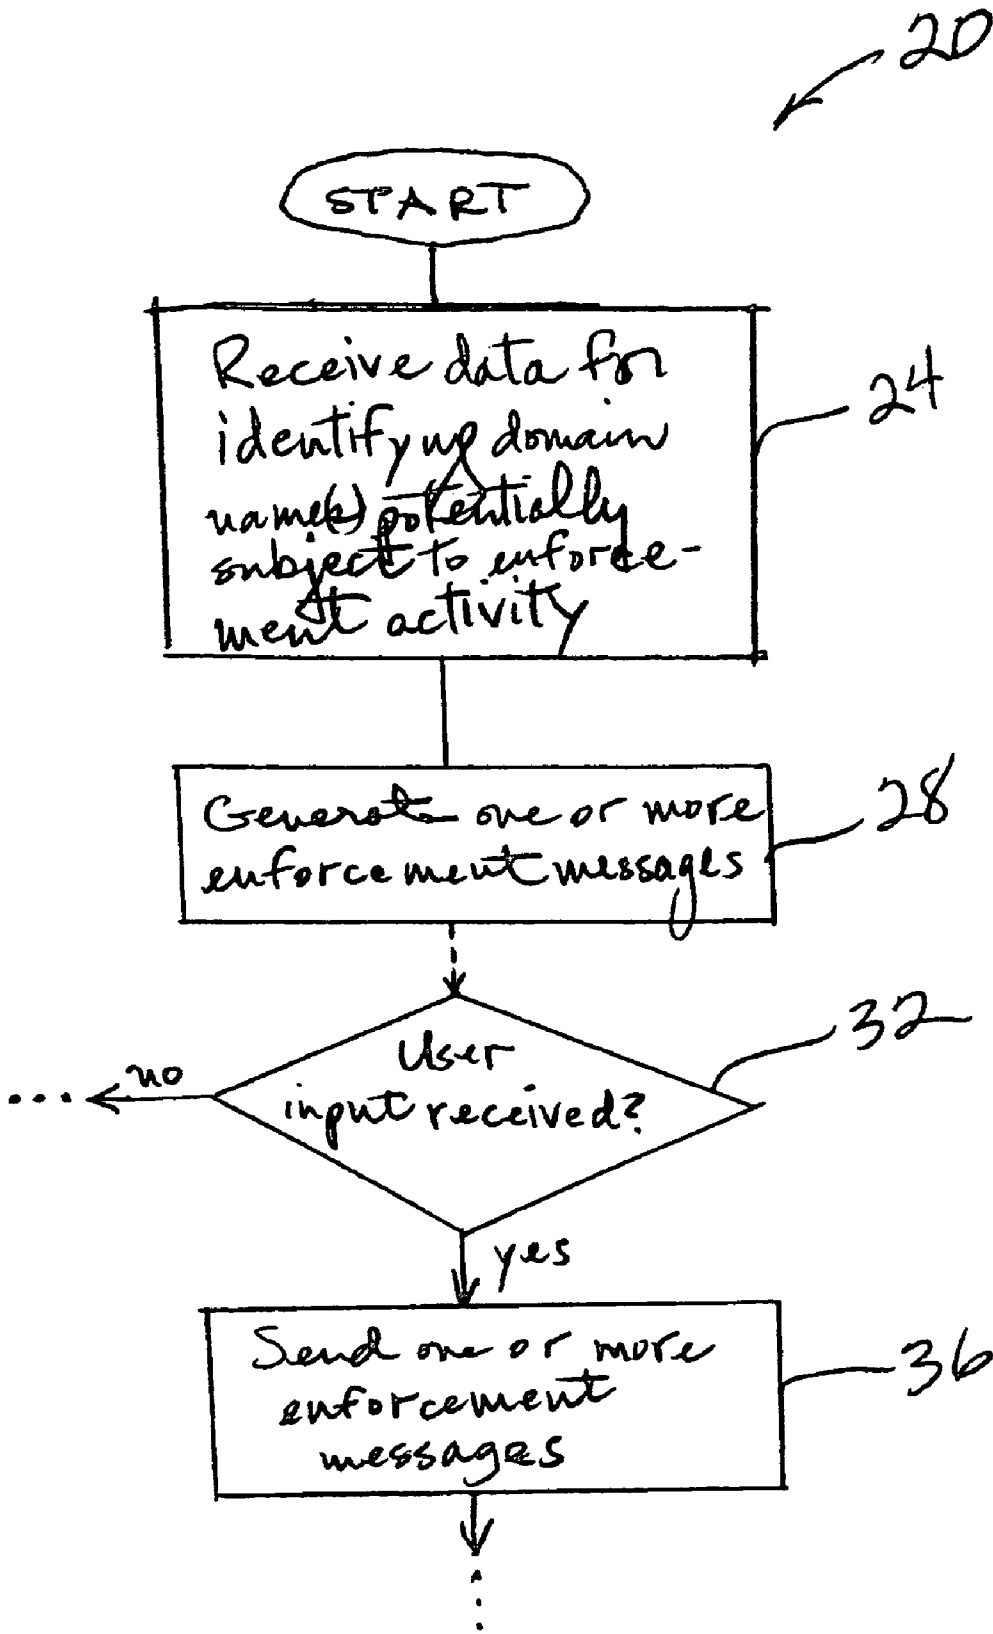 20
START
Receive data for
identifying domain
name(s) potentially
subject to enforce-
ment activity
24
Generate one or more
enforcement messages
28
User
input received?
32
no
yes
Send one or more
enforcement
messages
36